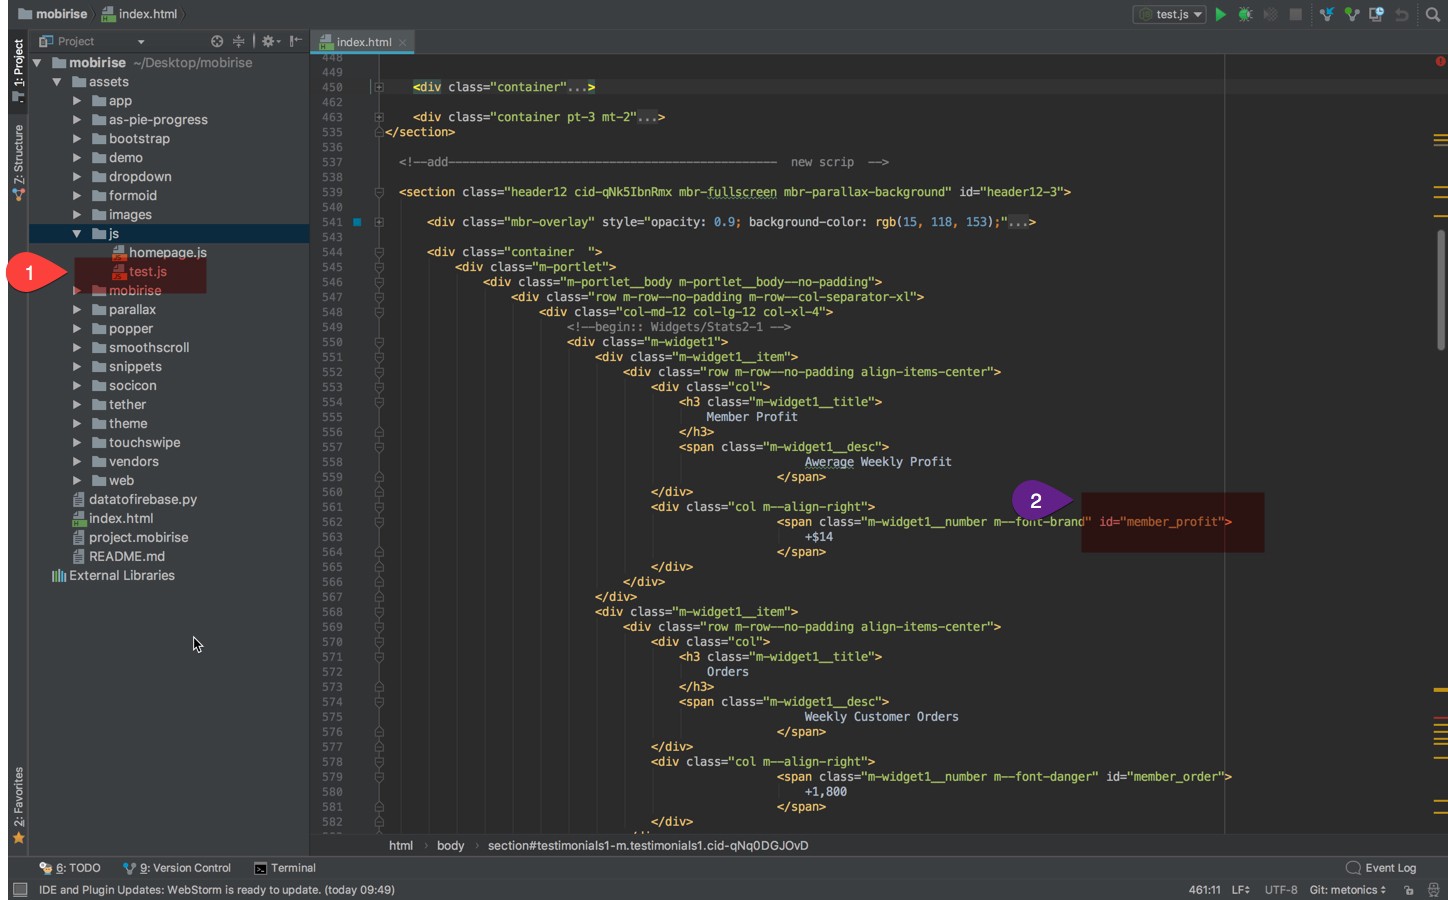 mobirise › index.html
test.js
Project
index.html
1: Project
Z: Structure
2: Favorites
mobirise ~/Desktop/mobirise
assets
app
as-pie-progress
bootstrap
demo
dropdown
formoid
images
js
homepage.js
1
test.js
mobirise
parallax
popper
smoothscroll
snippets
socicon
tether
theme
touchswipe
vendors
web
datatofirebase.py
index.html
project.mobirise
README.md
External Libraries
448
449
450 <div class="container"...>
462
463 <div class="container pt-3 mt-2"...>
535 </section>
536
537 <!--add----------------------------------------------- new scrip -->
538
539 <section class="header12 cid-qNk5IbnRmx mbr-fullscreen mbr-parallax-background" id="header12-3">
540
541 <div class="mbr-overlay" style="opacity: 0.9; background-color: rgb(15, 118, 153);"...>
543
544 <div class="container  ">
545 <div class="m-portlet">
546 <div class="m-portlet__body m-portlet__body--no-padding">
547 <div class="row m-row--no-padding m-row--col-separator-xl">
548 <div class="col-md-12 col-lg-12 col-xl-4">
549 <!--begin:: Widgets/Stats2-1 -->
550 <div class="m-widget1">
551 <div class="m-widget1__item">
552 <div class="row m-row--no-padding align-items-center">
553 <div class="col">
554 <h3 class="m-widget1__title">
555 Member Profit
556 </h3>
557 <span class="m-widget1__desc">
558 Awerage Weekly Profit
559 </span>
560 </div>
561 <div class="col m--align-right">
2
562 <span class="m-widget1__number m--font-brand" id="member_profit">
563 +$14
564 </span>
565 </div>
566 </div>
567 </div>
568 <div class="m-widget1__item">
569 <div class="row m-row--no-padding align-items-center">
570 <div class="col">
571 <h3 class="m-widget1__title">
572 Orders
573 </h3>
574 <span class="m-widget1__desc">
575 Weekly Customer Orders
576 </span>
577 </div>
578 <div class="col m--align-right">
579 <span class="m-widget1__number m--font-danger" id="member_order">
580 +1,800
581 </span>
582 </div>
html › body › section#testimonials1-m.testimonials1.cid-qNq0DGJOvD
6: TODO 9: Version Control Terminal Event Log
IDE and Plugin Updates: WebStorm is ready to update. (today 09:49) 461:11 LF UTF-8 Git: metonics